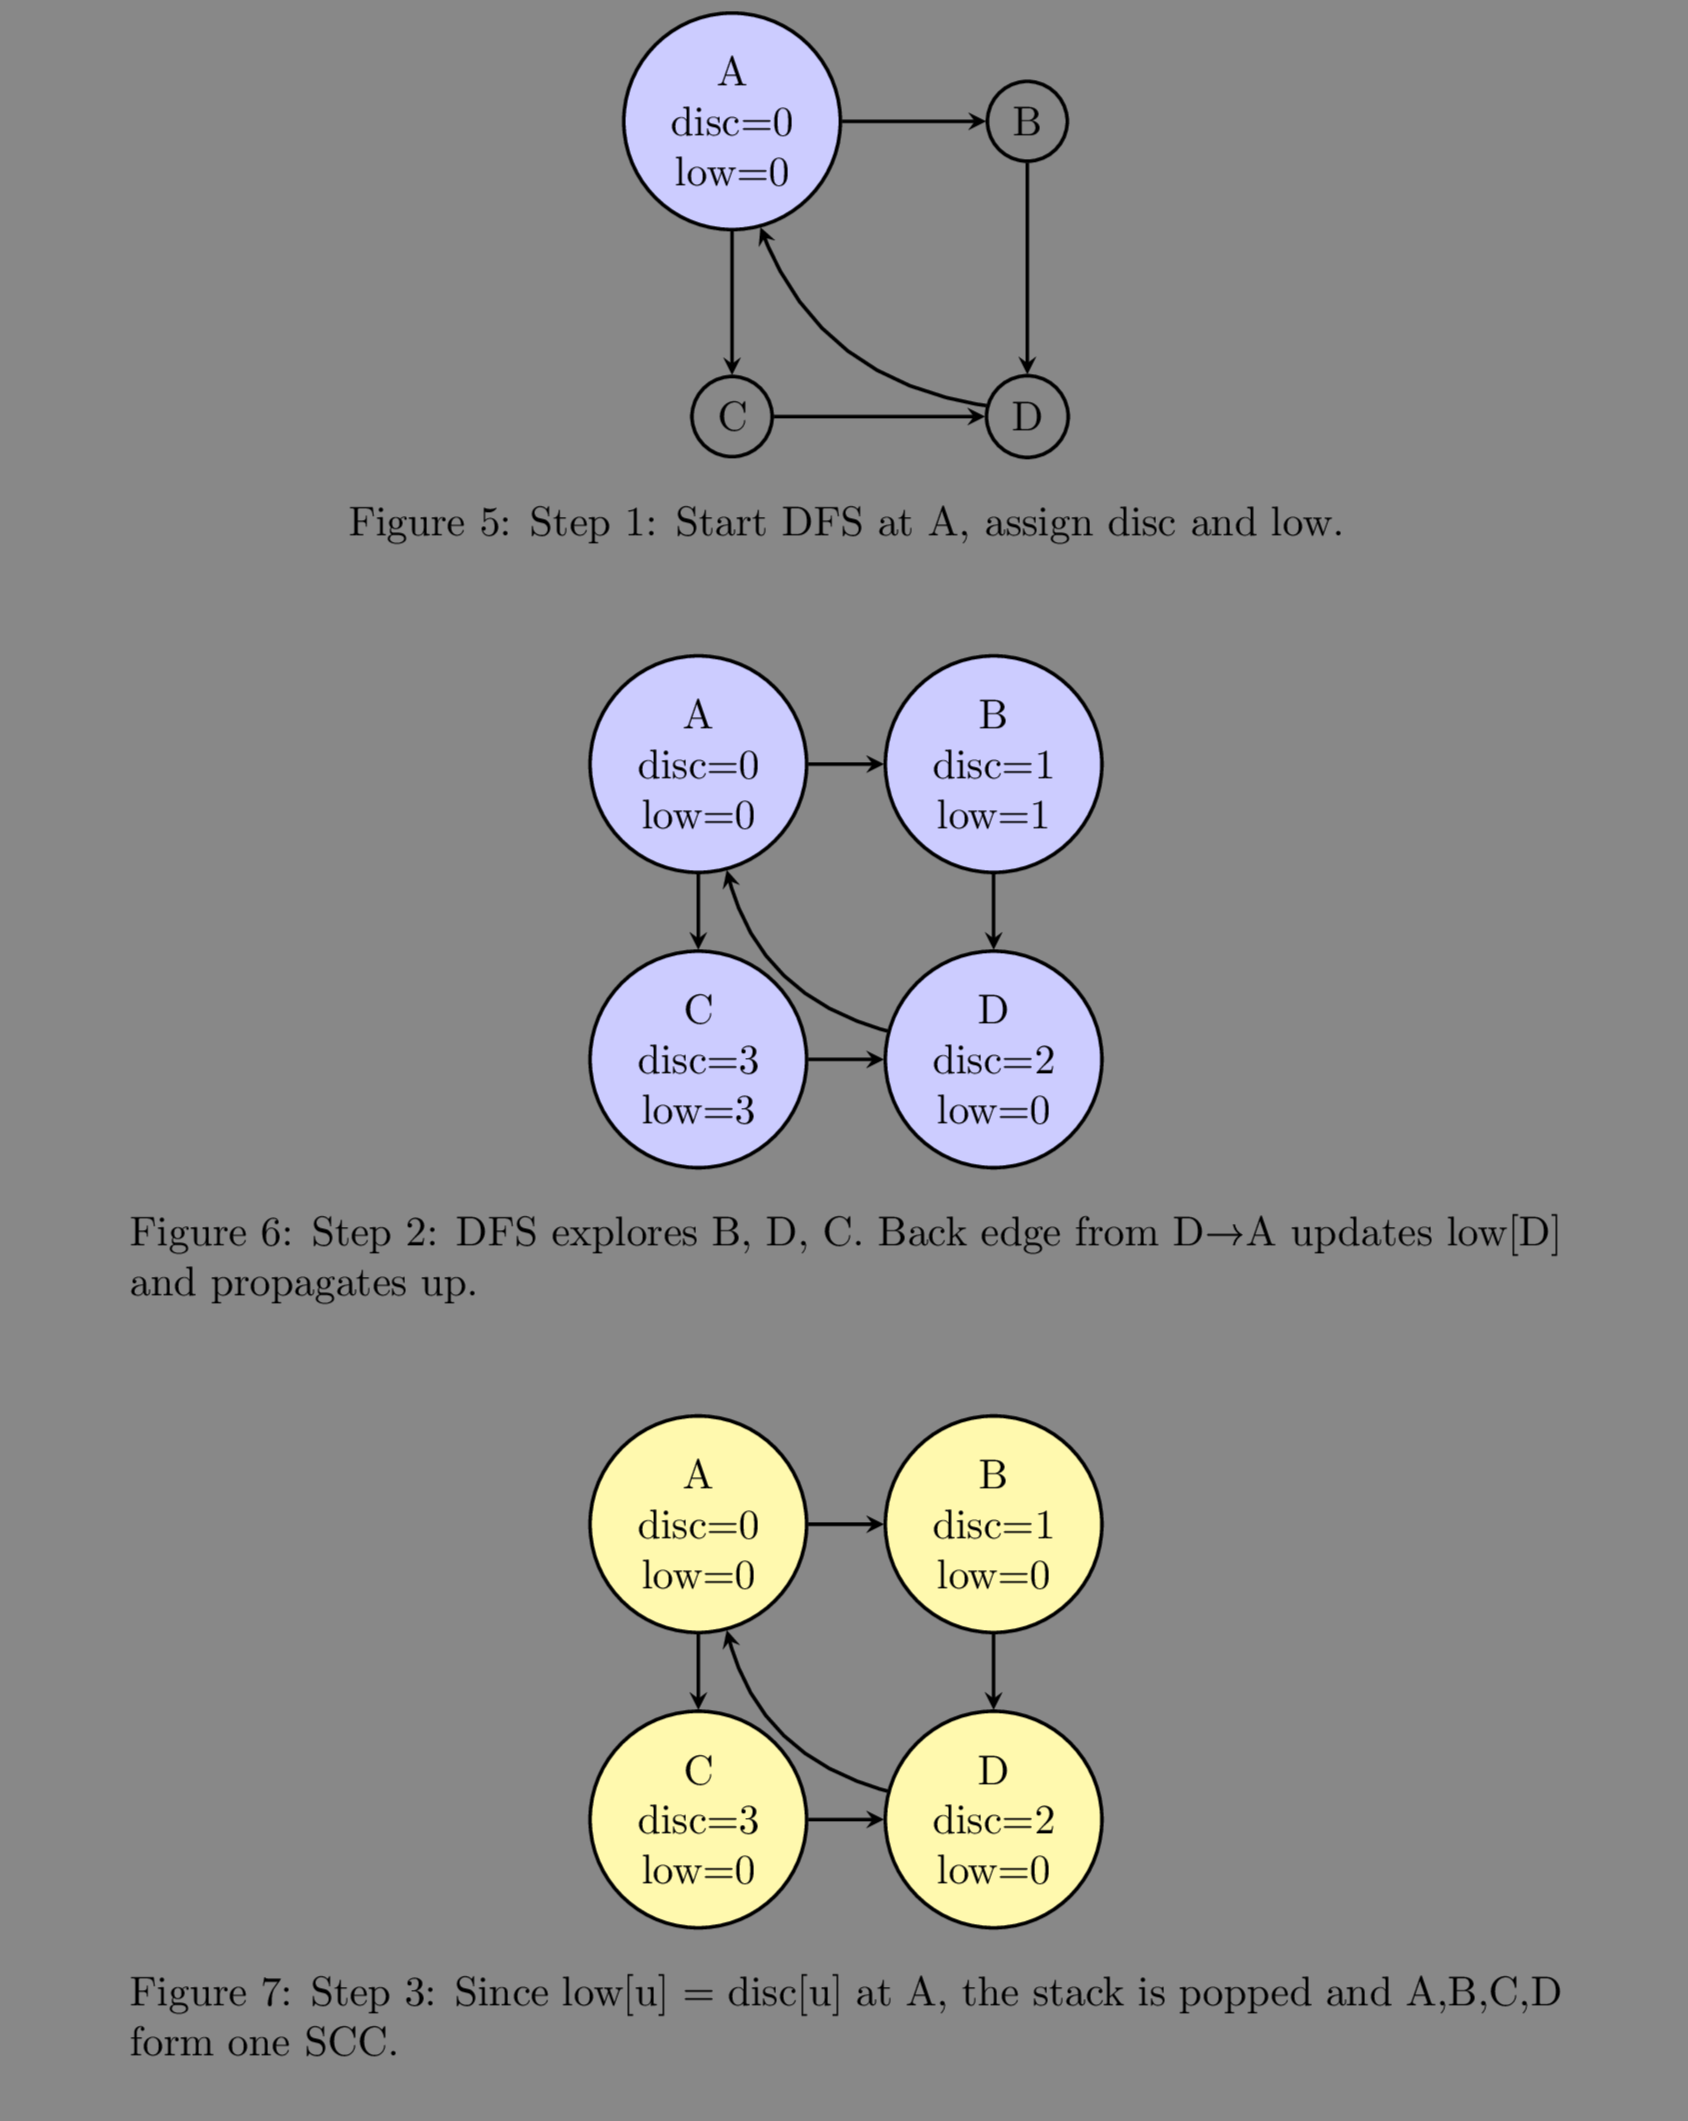 A
disc=0
low=0
B
C
D
Figure 5: Step 1: Start DFS at A, assign disc and low.
A
disc=0
low=0
B
disc=1
low=1
C
disc=3
low=3
D
disc=2
low=0
Figure 6: Step 2: DFS explores B, D, C. Back edge from D→A updates low[D]
and propagates up.
A
disc=0
low=0
B
disc=1
low=0
C
disc=3
low=0
D
disc=2
low=0
Figure 7: Step 3: Since low[u] = disc[u] at A, the stack is popped and A,B,C,D
form one SCC.